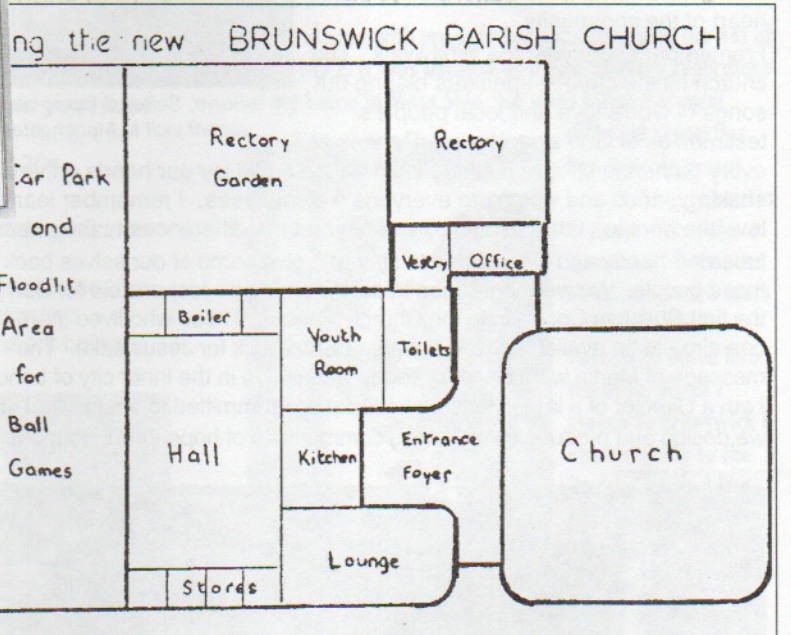 ng the new BRUNSWICK PARISH CHURCH
Rectory
Garden
Rectory
Car Park
and
Floodlit
Area
for
Ball
Games
Vestry
Office
Boiler
Youth
Room
Toilets
Hall
Kitchen
Entrance
Foyer
Church
Lounge
Stores